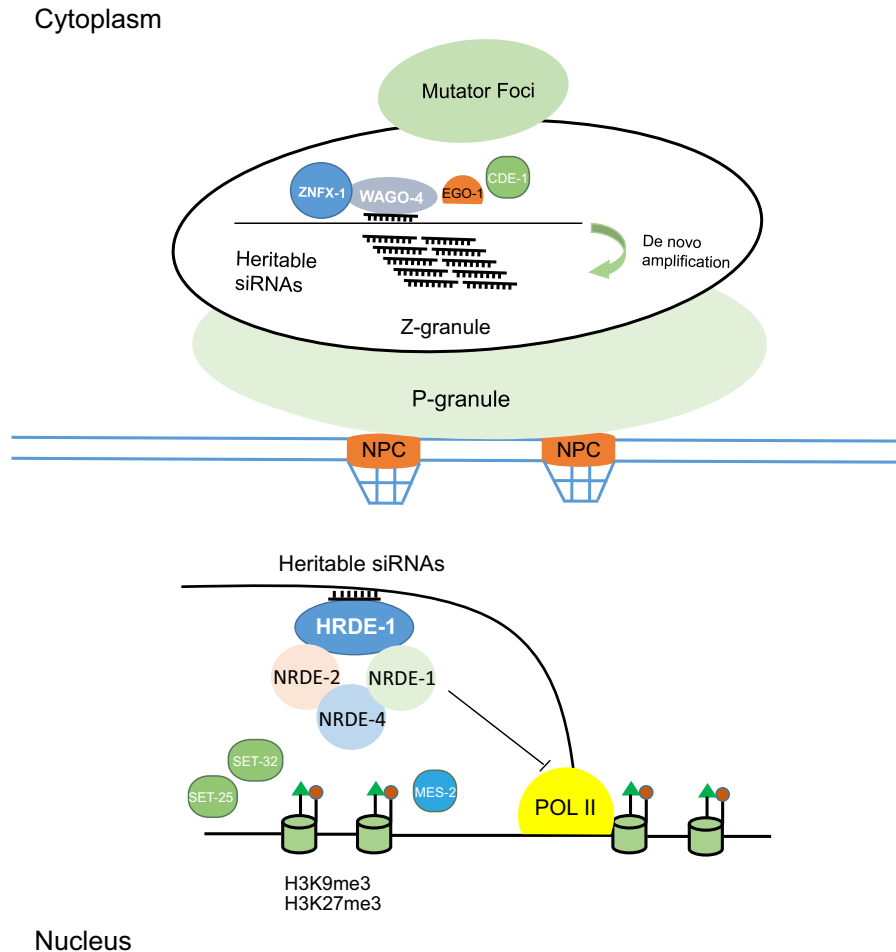 Cytoplasm
Mutator Foci
ZNFX-1
WAGO-4
EGO-1
CDE-1
Heritable
siRNAs
De novo
amplification
Z-granule
P-granule
NPC
NPC
Heritable siRNAs
HRDE-1
NRDE-2
NRDE-1
NRDE-4
SET-32
SET-25
MES-2
POL II
H3K9me3
H3K27me3
Nucleus